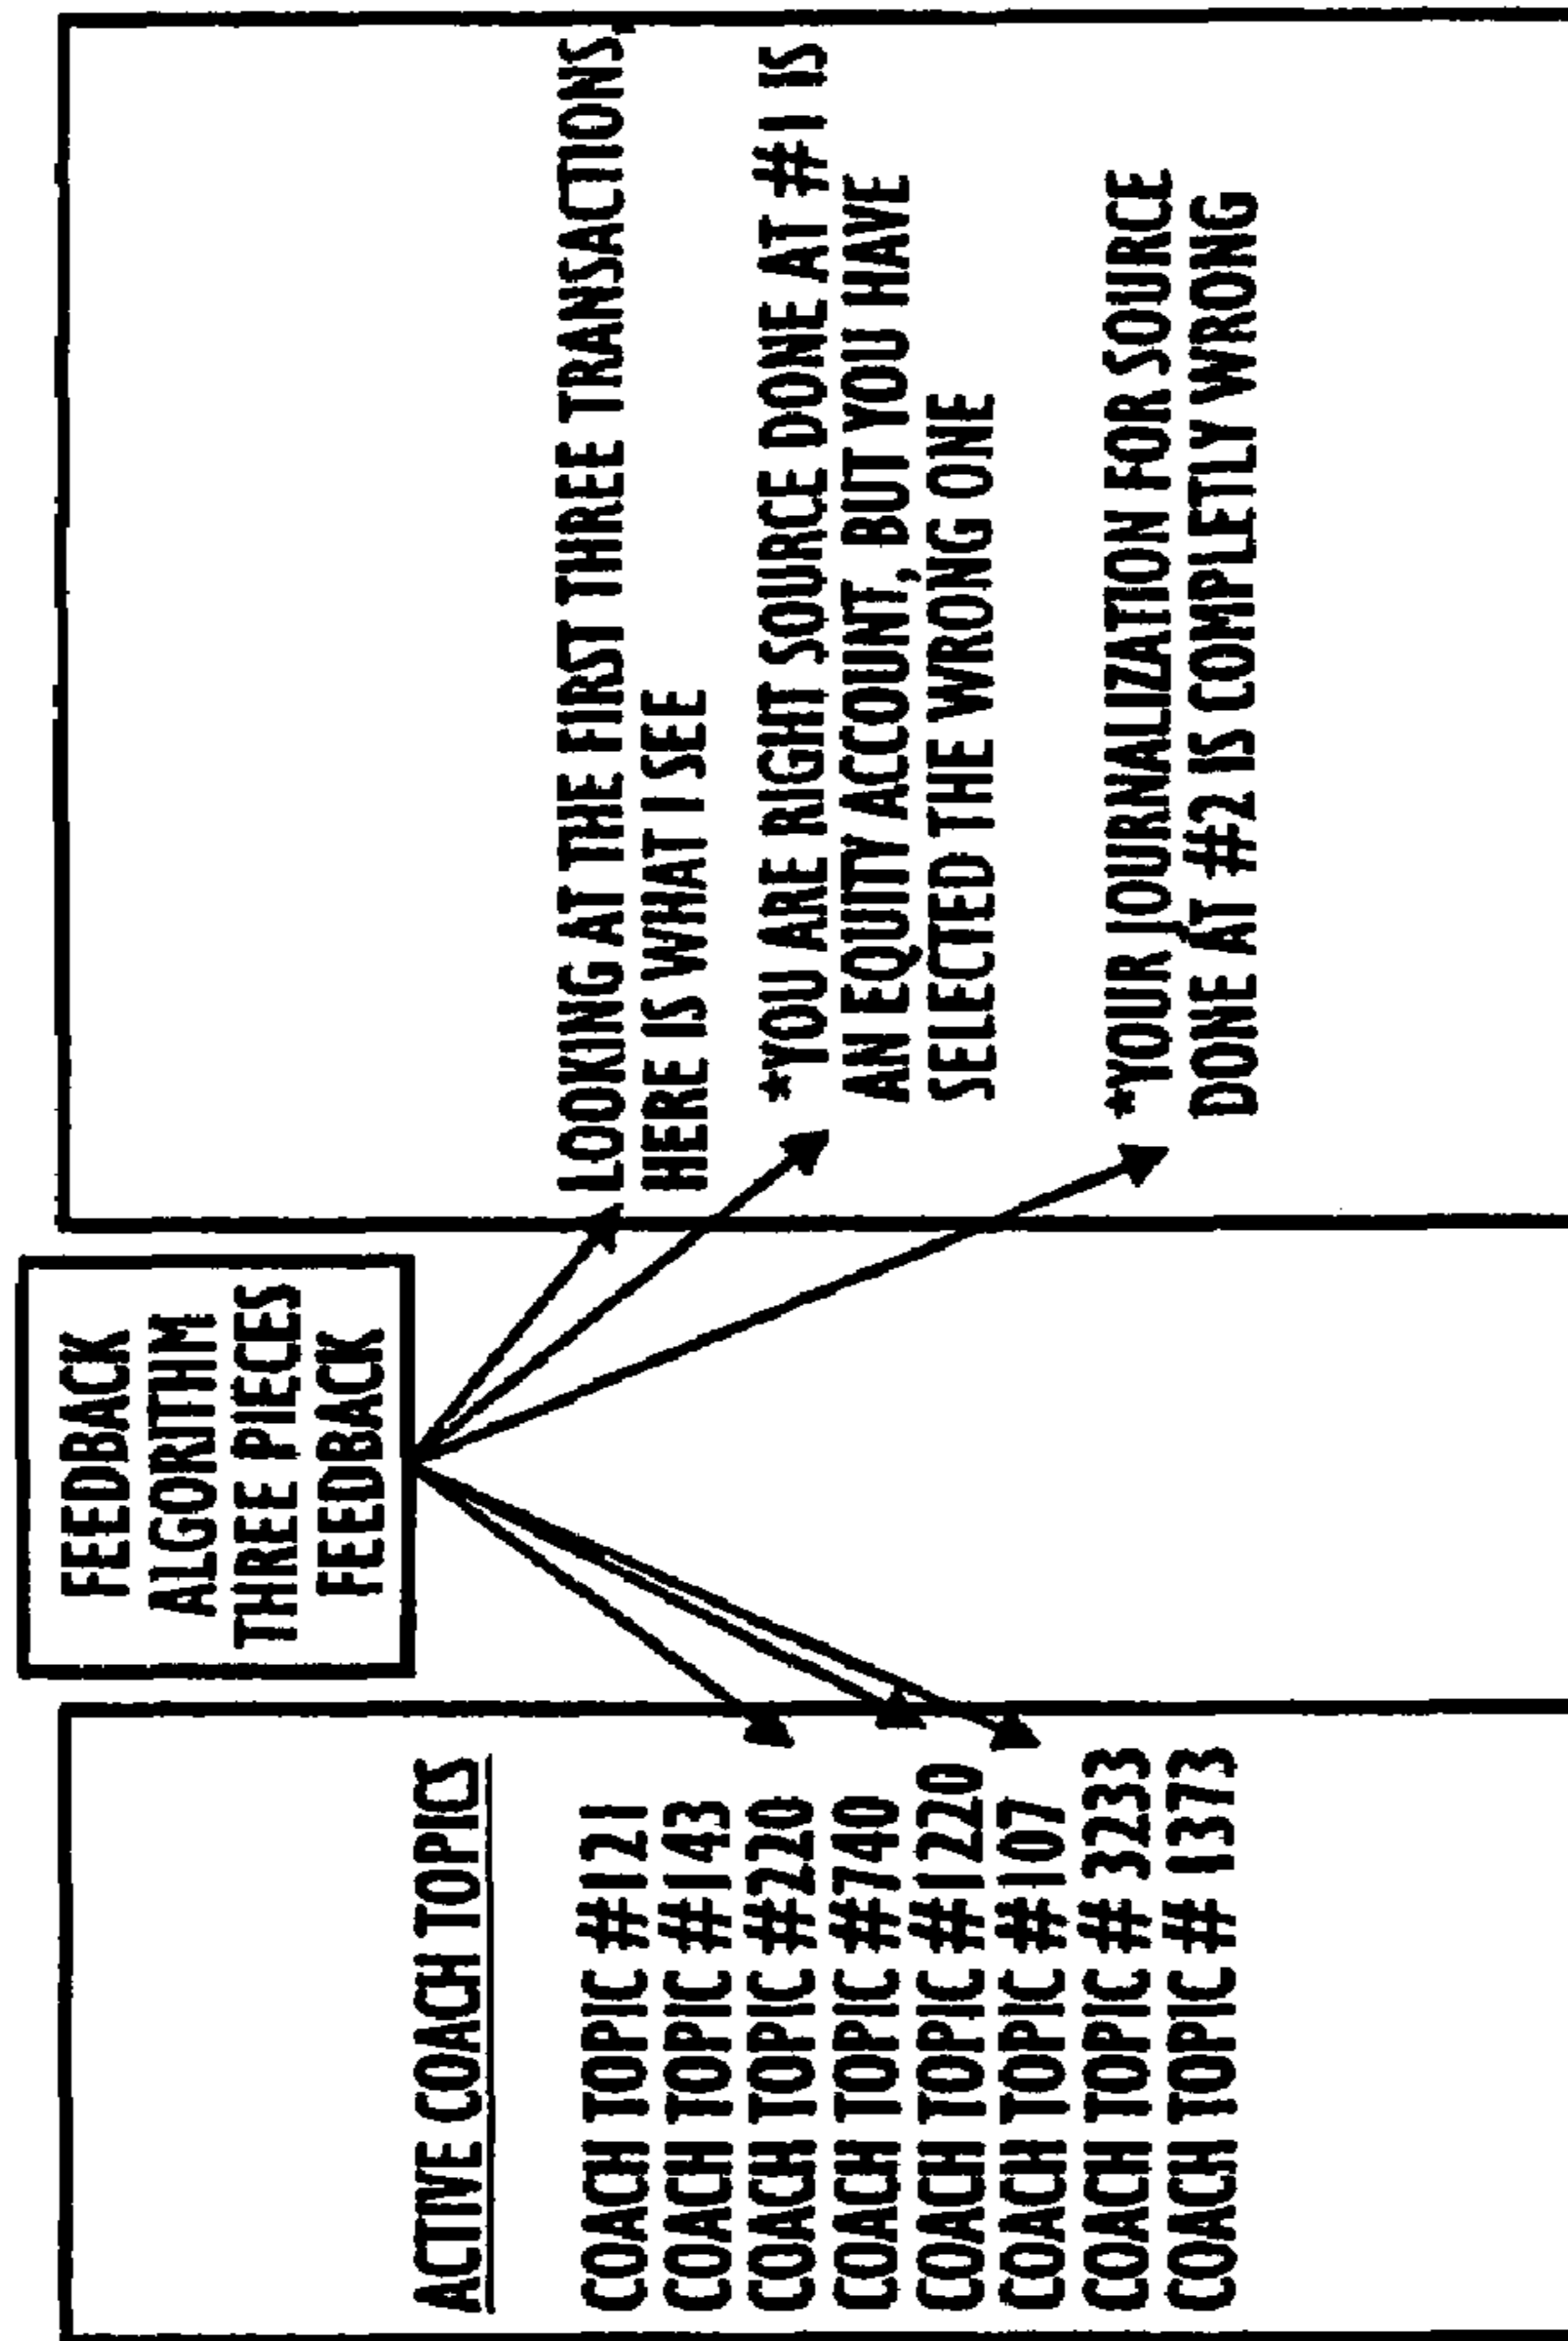 FEEDBACK
ALGORITHM
THREE PIECES
FEEDBACK
ACTIVE COACH TOPICS
COACH TOPIC #121
COACH TOPIC #143
COACH TOPIC #220
COACH TOPIC #740
COACH TOPIC #1220
COACH TOPIC #107
COACH TOPIC # 3233
COACH TOPIC # 1373
LOOKING AT THE FIRST THREE TRANSACTIONS,
HERE IS WHAT I SEE
*YOU ARE RIGHT SOURCE DONE AT #1 IS
AN EQUITY ACCOUNT, BUT YOU HAVE
SELECTED THE WRONG ONE
*YOUR JOURNALIZATION FOR SOURCE
DONE AT #2 IS COMPLETILY WRONG